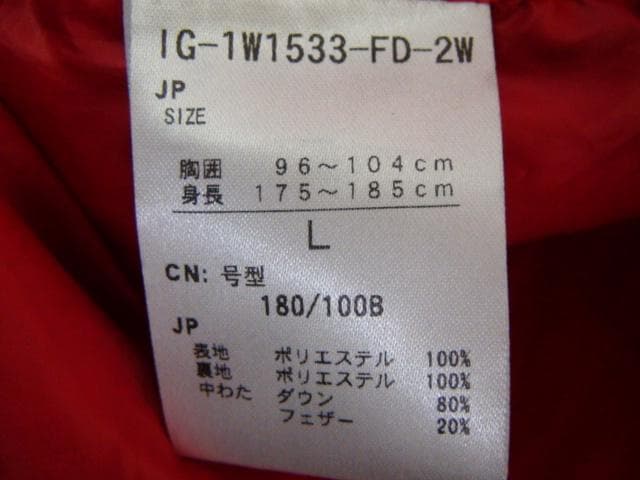 IG-1W1533-FD-2W
JP
SIZE
胸囲 96～104cm
身長 175～185cm
L
CN: 号型
180/100B
JP
表地 ポリエステル 100%
裏地 ポリエステル 100%
中わた ダウン 80%
フェザー 20%